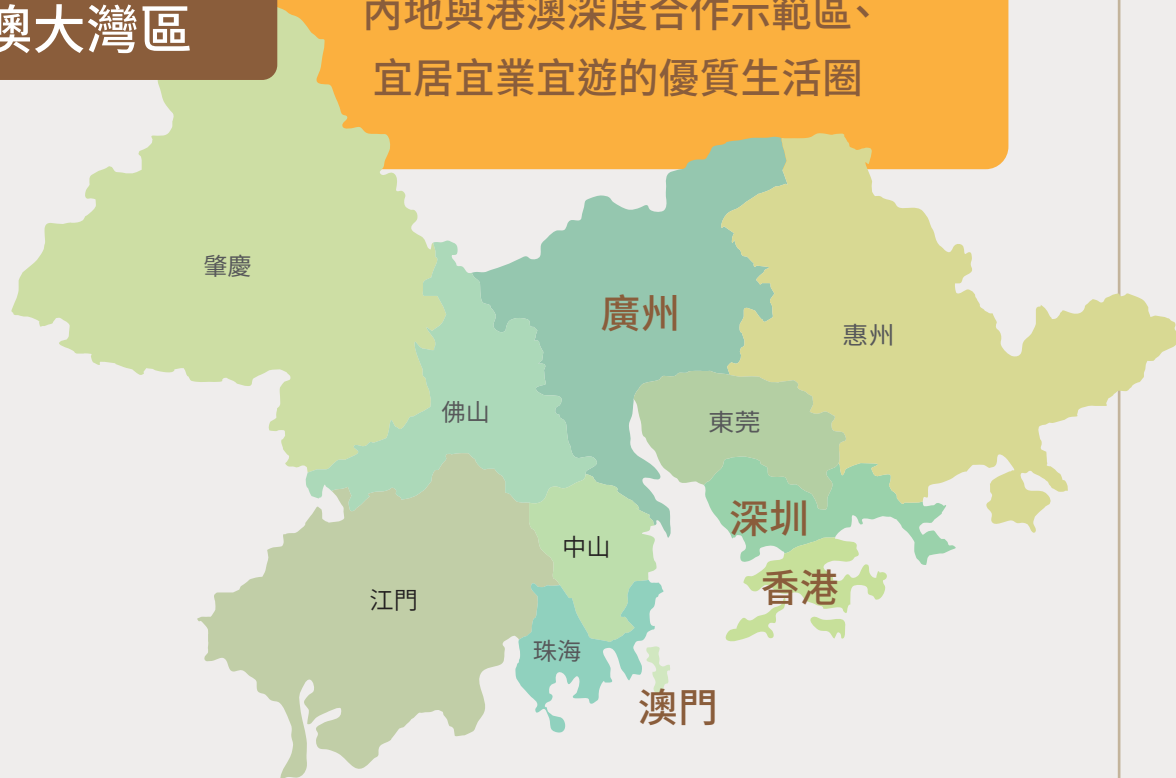 澳大灣區
內地與港澳深度合作示範區、
宜居宜業宜遊的優質生活圈
肇慶
廣州
惠州
佛山
東莞
深圳
中山
香港
江門
珠海
澳門